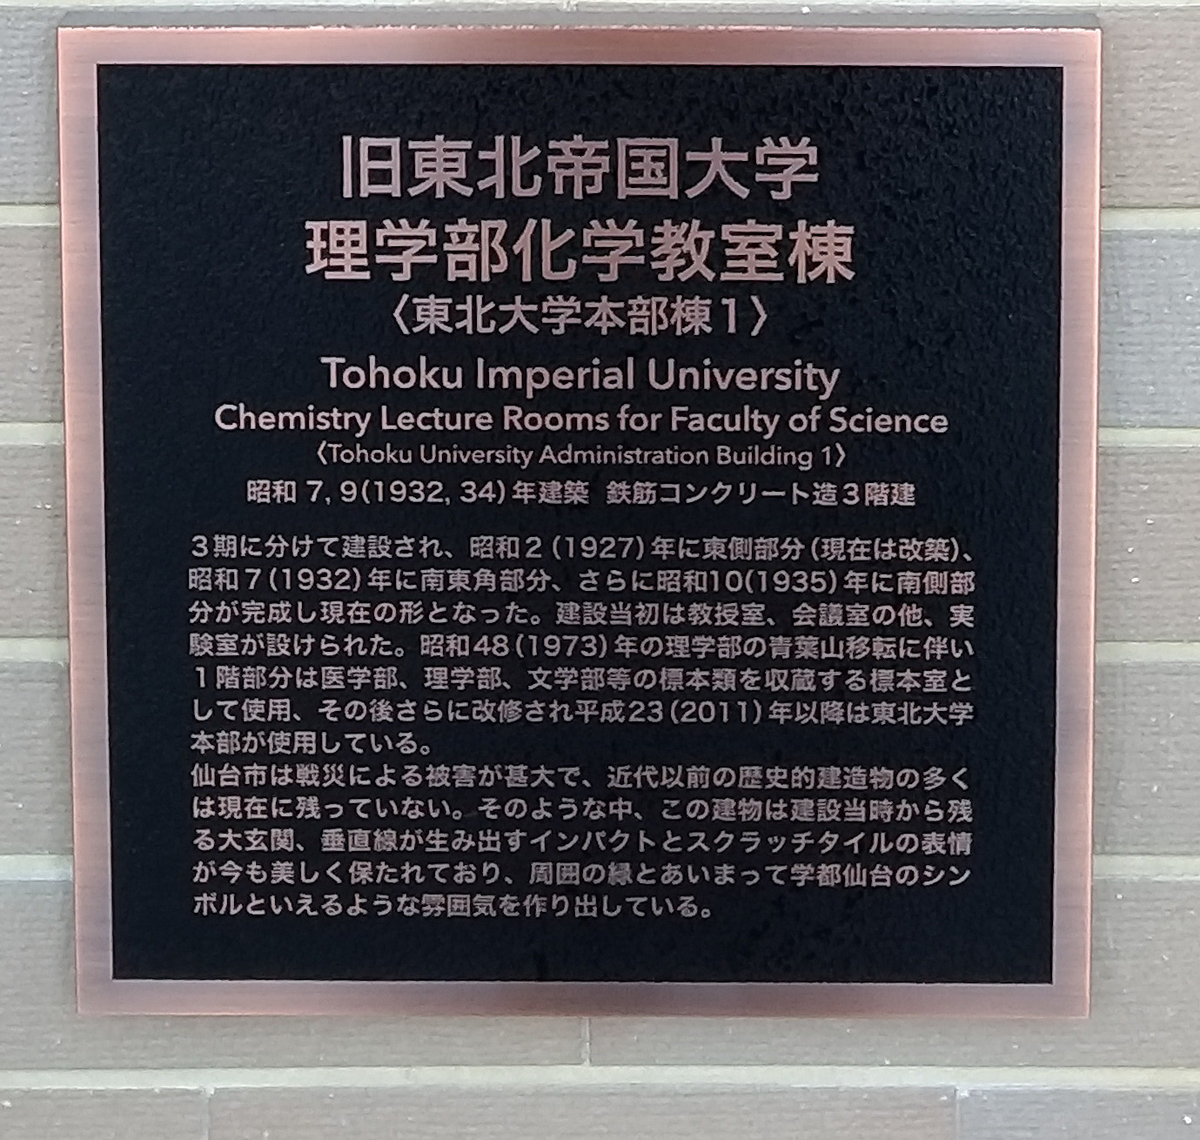 旧東北帝国大学
理学部化学教室棟
〈東北大学本部棟1〉
Tohoku Imperial University
Chemistry Lecture Rooms for Faculty of Science
〈Tohoku University Administration Building 1〉
昭和 7, 9(1932, 34)年建築 鉄筋コンクリート造3階建
3期に分けて建設され、昭和2(1927)年に東側部分(現在は改築)、
昭和7(1932)年に南東角部分、さらに昭和10(1935)年に南側部
分が完成し現在の形となった。建設当初は教授室、会議室の他、実
験室が設けられた。昭和48(1973)年の理学部の青葉山移転に伴い
1階部分は医学部、理学部、文学部等の標本類を収蔵する標本室と
して使用、その後さらに改修され平成23(2011)年以降は東北大学
本部が使用している。
仙台市は戦災による被害が甚大で、近代以前の歴史的建造物の多く
は現在に残っていない。そのような中、この建物は建設当時から残
る大玄関、垂直線が生み出すインパクトとスクラッチタイルの表情
が今も美しく保たれており、周囲の緑とあいまって学都仙台のシン
ボルといえるような雰囲気を作り出している。